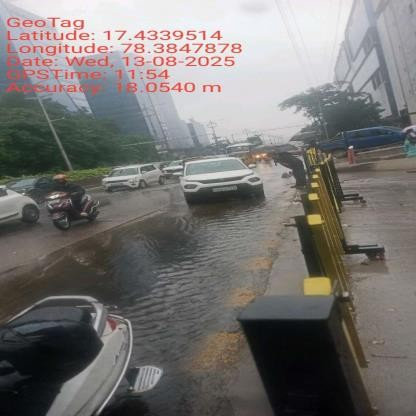 GeoTag
Latitude: 17.4339514
Longitude: 78.3847878
Date: Wed, 13-08-2025
GPSTime: 11:54
Accuracy: 18.0540 m